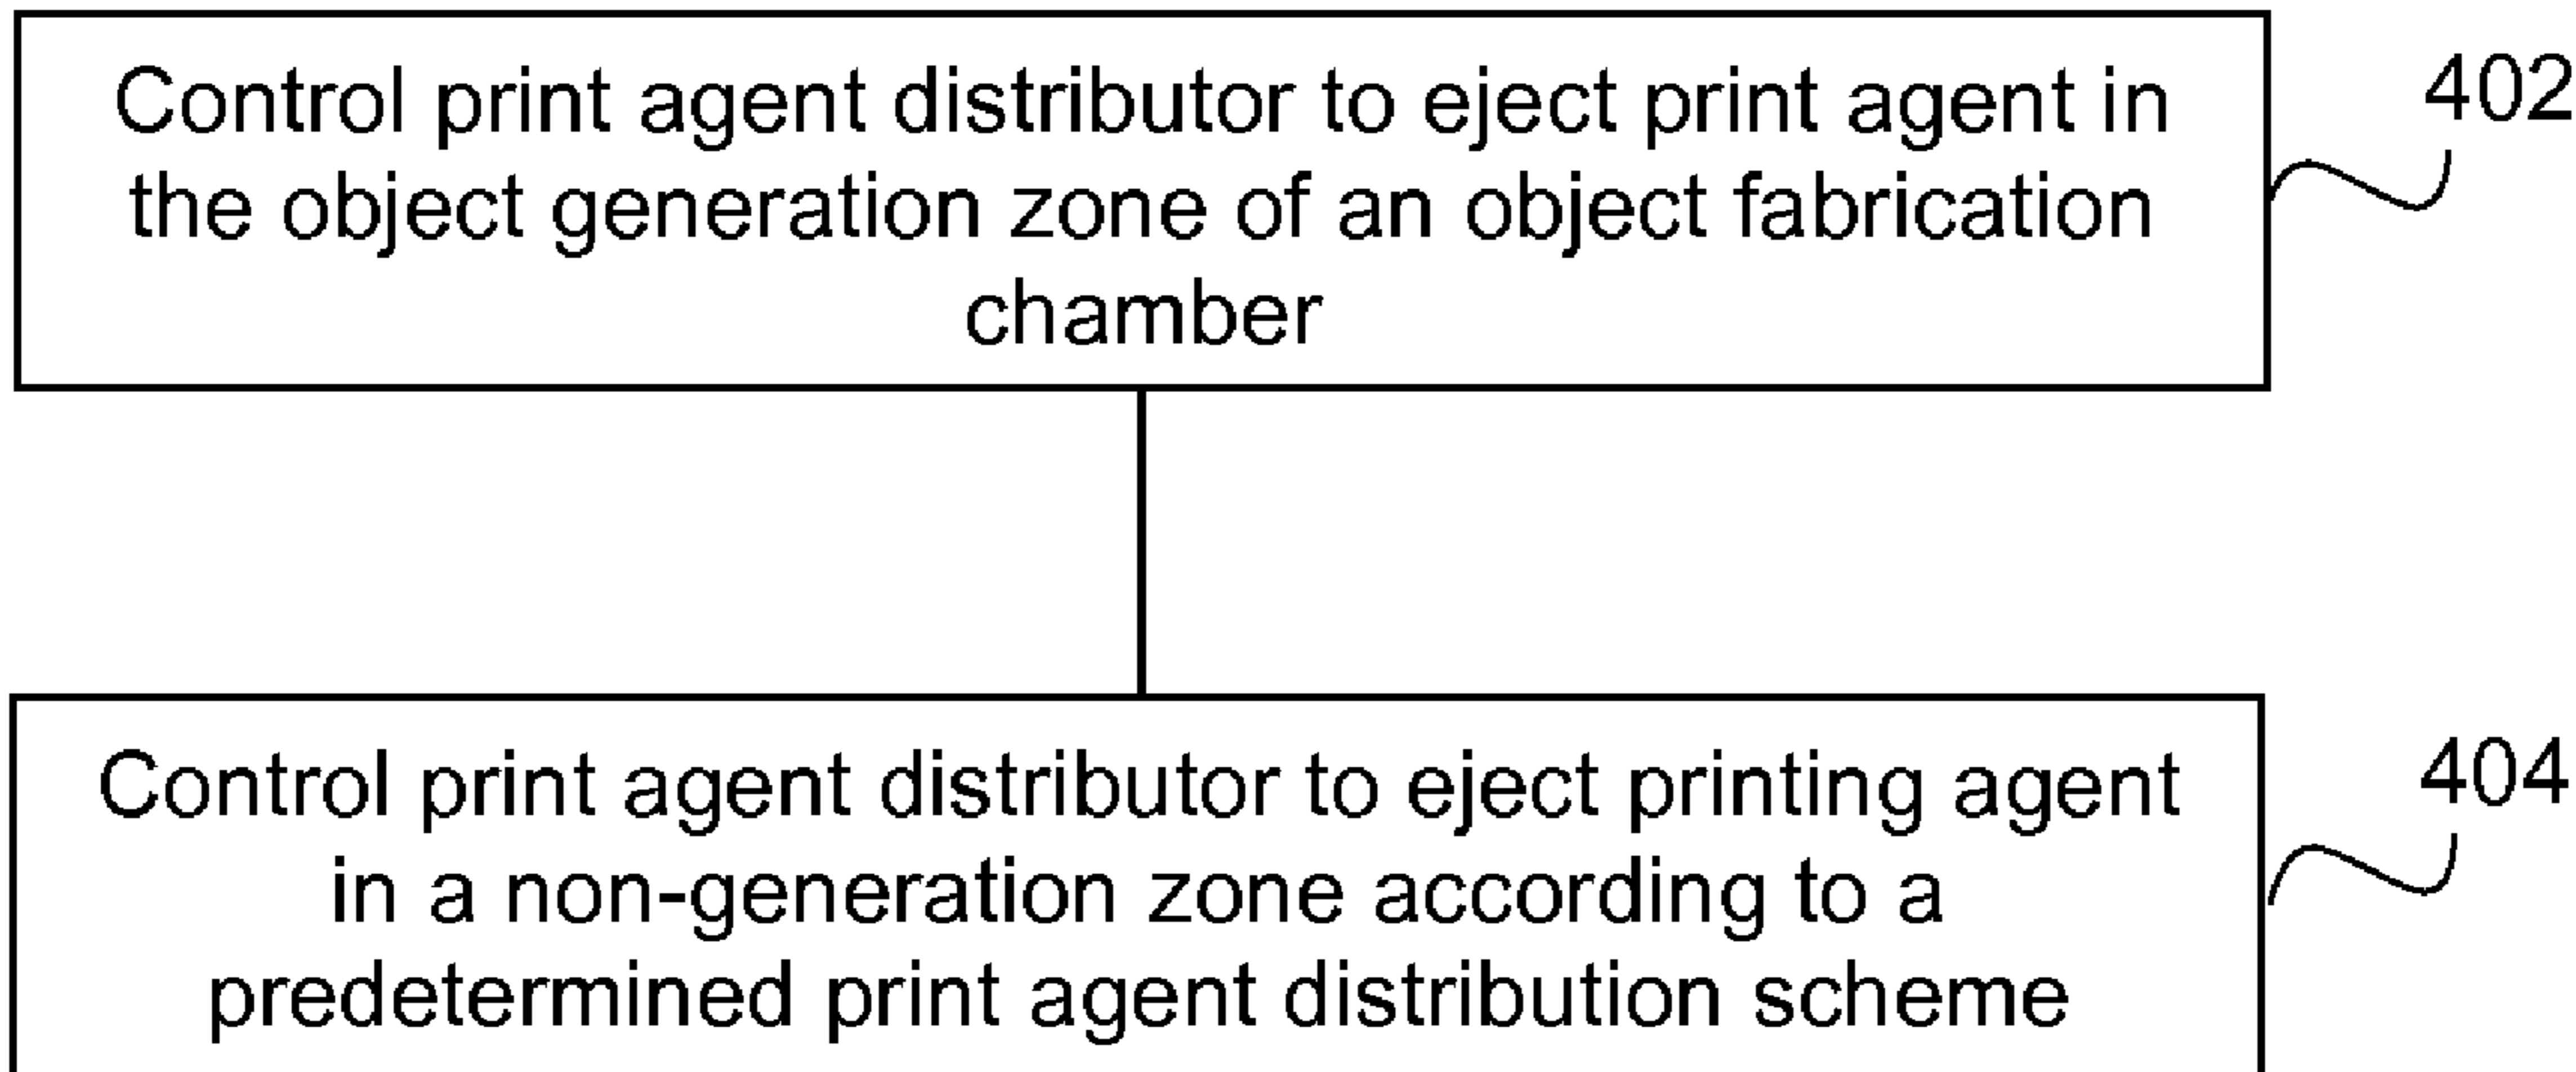 Control print agent distributor to eject print agent in
the object generation zone of an object fabrication
chamber
402
Control print agent distributor to eject printing agent
in a non-generation zone according to a
predetermined print agent distribution scheme
404